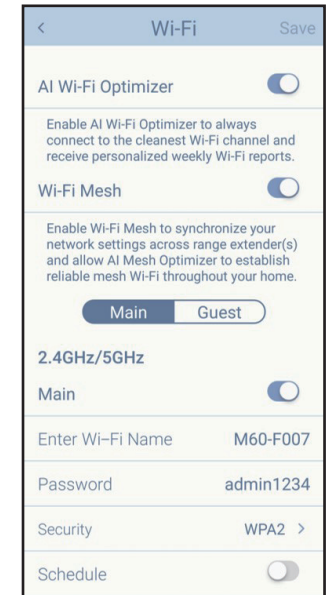 < Wi-Fi Save
AI Wi-Fi Optimizer
Enable AI Wi-Fi Optimizer to always
connect to the cleanest Wi-Fi channel and
receive personalized weekly Wi-Fi reports.
Wi-Fi Mesh
Enable Wi-Fi Mesh to synchronize your
network settings across range extender(s)
and allow AI Mesh Optimizer to establish
reliable mesh Wi-Fi throughout your home.
Main Guest
2.4GHz/5GHz
Main
Enter Wi–Fi Name M60-F007
Password admin1234
Security WPA2 >
Schedule